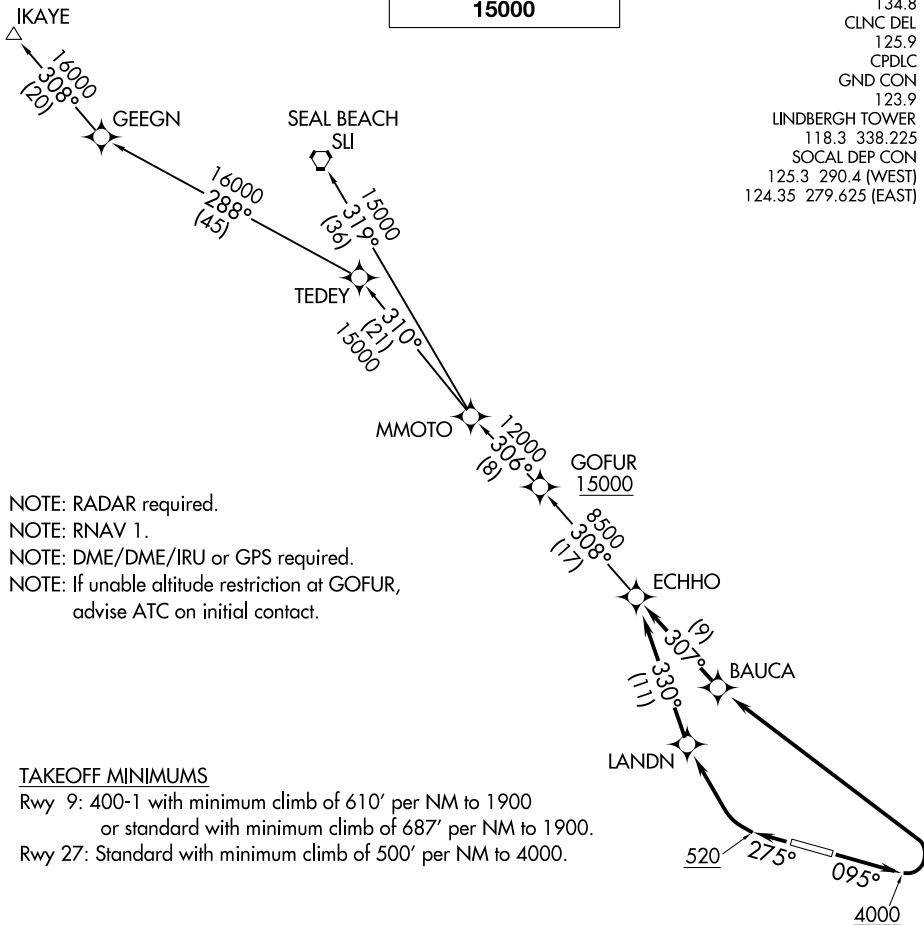 IKAYE
15000
134.8
CLNC DEL
125.9
CPDLC
GND CON
123.9
LINDBERGH TOWER
118.3 338.225
SOCAL DEP CON
125.3 290.4 (WEST)
124.35 279.625 (EAST)
16000
308°
(20)
GEEGN
SEAL BEACH
SLI
16000
288°
(45)
15000
319°
(36)
TEDEY
310°
(21)
15000
MMOTO
12000
306°
(8)
GOFUR
15000
8500
308°
(17)
ECHHO
(9)
307°
BAUCA
330°
(11)
LANDN
520
275°
095°
4000
NOTE: RADAR required.
NOTE: RNAV 1.
NOTE: DME/DME/IRU or GPS required.
NOTE: If unable altitude restriction at GOFUR,
advise ATC on initial contact.
TAKEOFF MINIMUMS
Rwy 9: 400-1 with minimum climb of 610' per NM to 1900
or standard with minimum climb of 687' per NM to 1900.
Rwy 27: Standard with minimum climb of 500' per NM to 4000.